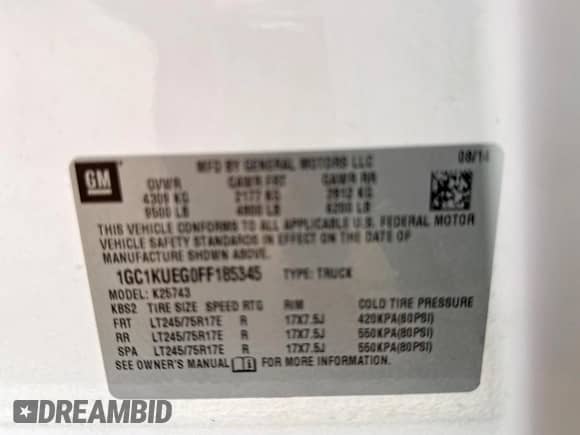 GM
MFD BY GENERAL MOTORS LLC
08/14
GVWR GAWR FRT GAWR RR
4309 KG 2177 KG 2812 KG
9500 LB 4800 LB 6200 LB
THIS VEHICLE CONFORMS TO ALL APPLICABLE U.S. FEDERAL MOTOR
VEHICLE SAFETY STANDARDS IN EFFECT ON THE DATE OF
MANUFACTURE SHOWN ABOVE.
1GC1KUEG0FF185345 TYPE: TRUCK
MODEL: K25743
KBS2 TIRE SIZE SPEED RTG RIM COLD TIRE PRESSURE
FRT LT245/75R17E R 17X7.5J 420KPA(60PSI)
RR LT245/75R17E R 17X7.5J 550KPA(80PSI)
SPA LT245/75R17E R 17X7.5J 550KPA(80PSI)
SEE OWNER'S MANUAL FOR MORE INFORMATION.
DREAMBID